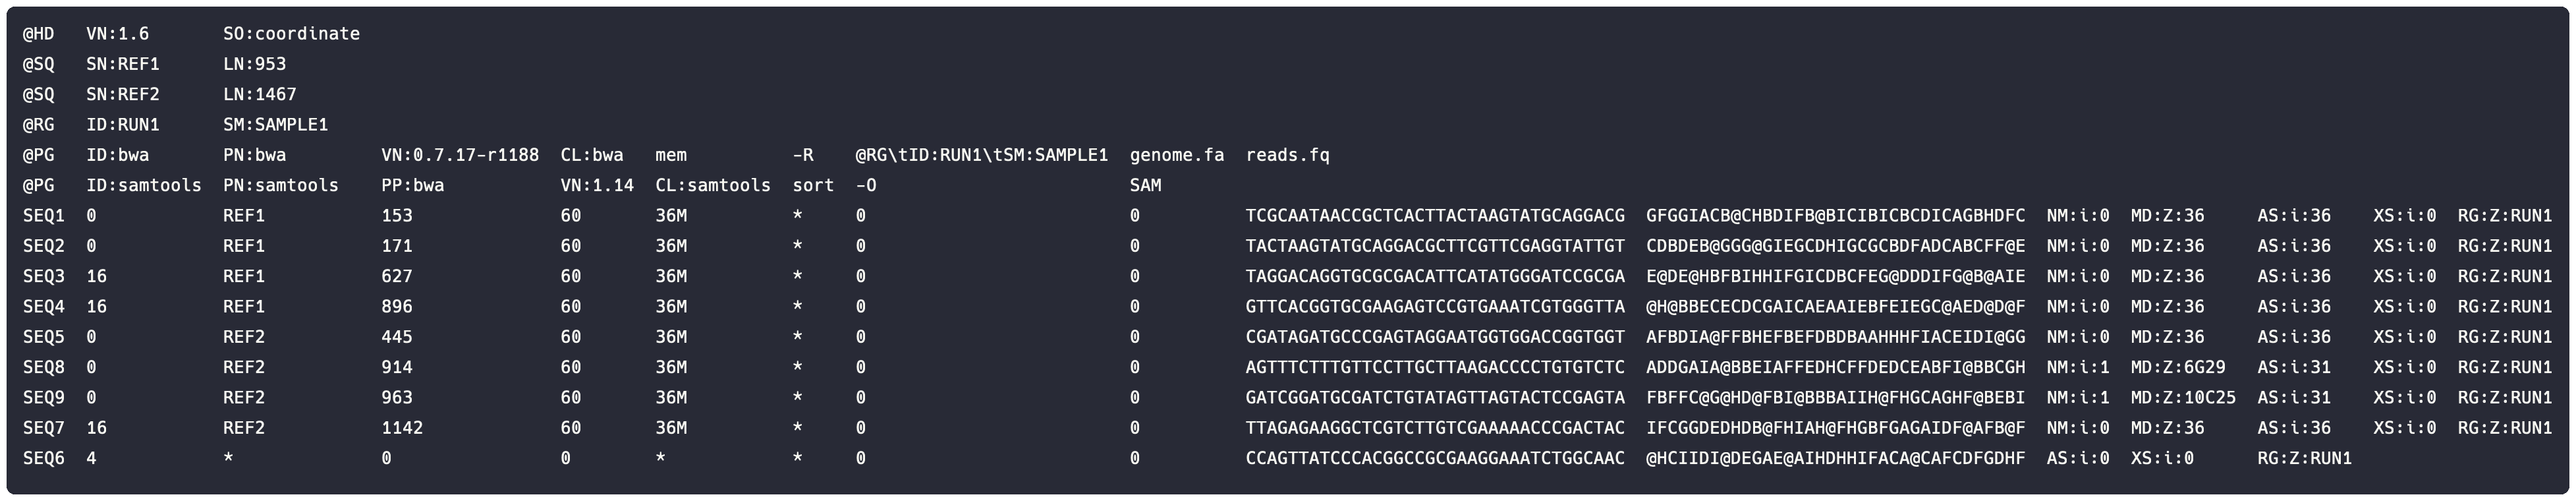 @HD VN:1.6 SO:coordinate
@SQ SN:REF1 LN:953
@SQ SN:REF2 LN:1467
@RG ID:RUN1 SM:SAMPLE1
@PG ID:bwa PN:bwa VN:0.7.17-r1188 CL:bwa mem -R @RG\tID:RUN1\tSM:SAMPLE1 genome.fa reads.fq
@PG ID:samtools PN:samtools PP:bwa VN:1.14 CL:samtools sort -O SAM
SEQ1 0 REF1 153 60 36M * 0 0 TCGCAATAACCGCTCACTTACTAAGTATGCAGGACG GFGGIACB@CHBDIFB@BICIBICBCDICAGBHDFC NM:i:0 MD:Z:36 AS:i:36 XS:i:0 RG:Z:RUN1
SEQ2 0 REF1 171 60 36M * 0 0 TACTAAGTATGCAGGACGCTTCGTTCGAGGTATTGT CDBDEB@GGG@GIEGCDHIGCGCBDFADCABCFF@E NM:i:0 MD:Z:36 AS:i:36 XS:i:0 RG:Z:RUN1
SEQ3 16 REF1 627 60 36M * 0 0 TAGGACAGGTGCGCGACATTCATATGGGATCCGCGA E@DE@HBFBIHHIFGICDBCFEG@DDDIFG@B@AIE NM:i:0 MD:Z:36 AS:i:36 XS:i:0 RG:Z:RUN1
SEQ4 16 REF1 896 60 36M * 0 0 GTTCACGGTGCGAAGAGTCCGTGAAATCGTGGGTTA @H@BBECECDCGAICAEAAIEBFEIEGC@AED@D@F NM:i:0 MD:Z:36 AS:i:36 XS:i:0 RG:Z:RUN1
SEQ5 0 REF2 445 60 36M * 0 0 CGATAGATGCCCGAGTAGGAATGGTGGACCGGTGGT AFBDIA@FFBHEFBEFDBDBAAHHHFIACEIDI@GG NM:i:0 MD:Z:36 AS:i:36 XS:i:0 RG:Z:RUN1
SEQ8 0 REF2 914 60 36M * 0 0 AGTTTCTTTGTTCCTTGCTTAAGACCCCTGTGTCTC ADDGAIA@BBEIAFFEDHCFFDEDCEABFI@BBCGH NM:i:1 MD:Z:6G29 AS:i:31 XS:i:0 RG:Z:RUN1
SEQ9 0 REF2 963 60 36M * 0 0 GATCGGATGCGATCTGTATAGTTAGTACTCCGAGTA FBFFC@G@HD@FBI@BBBAIIH@FHGCAGHF@BEBI NM:i:1 MD:Z:10C25 AS:i:31 XS:i:0 RG:Z:RUN1
SEQ7 16 REF2 1142 60 36M * 0 0 TTAGAGAAGGCTCGTCTTGTCGAAAAACCCGACTAC IFCGGDEDHDB@FHIAH@FHGBFGAGAIDF@AFB@F NM:i:0 MD:Z:36 AS:i:36 XS:i:0 RG:Z:RUN1
SEQ6 4 * 0 0 * * 0 0 CCAGTTATCCCACGGCCGCGAAGGAAATCTGGCAAC @HCIIDI@DEGAE@AIHDHHIFACA@CAFCDFGDHF AS:i:0 XS:i:0 RG:Z:RUN1